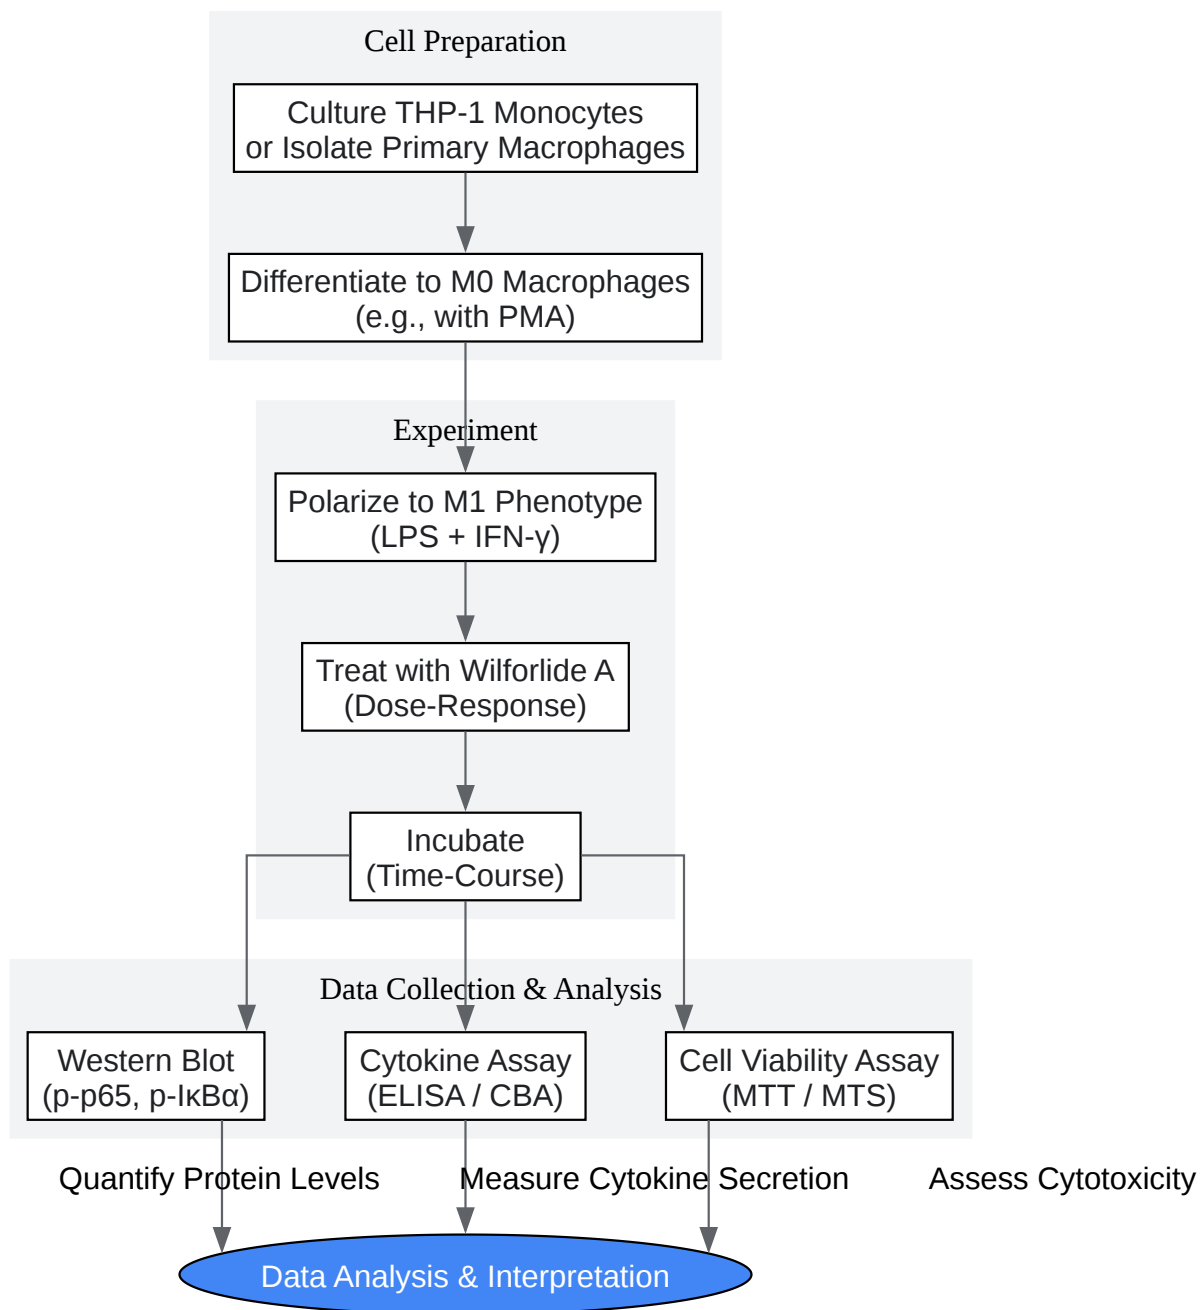 Cell Preparation
Culture THP-1 Monocytes
or Isolate Primary Macrophages
Differentiate to M0 Macrophages
(e.g., with PMA)
Experiment
Polarize to M1 Phenotype
(LPS + IFN-γ)
Treat with Wilforlide A
(Dose-Response)
Incubate
(Time-Course)
Data Collection & Analysis
Western Blot
(p-p65, p-IκBα)
Cytokine Assay
(ELISA / CBA)
Cell Viability Assay
(MTT / MTS)
Quantify Protein Levels
Measure Cytokine Secretion
Assess Cytotoxicity
Data Analysis & Interpretation